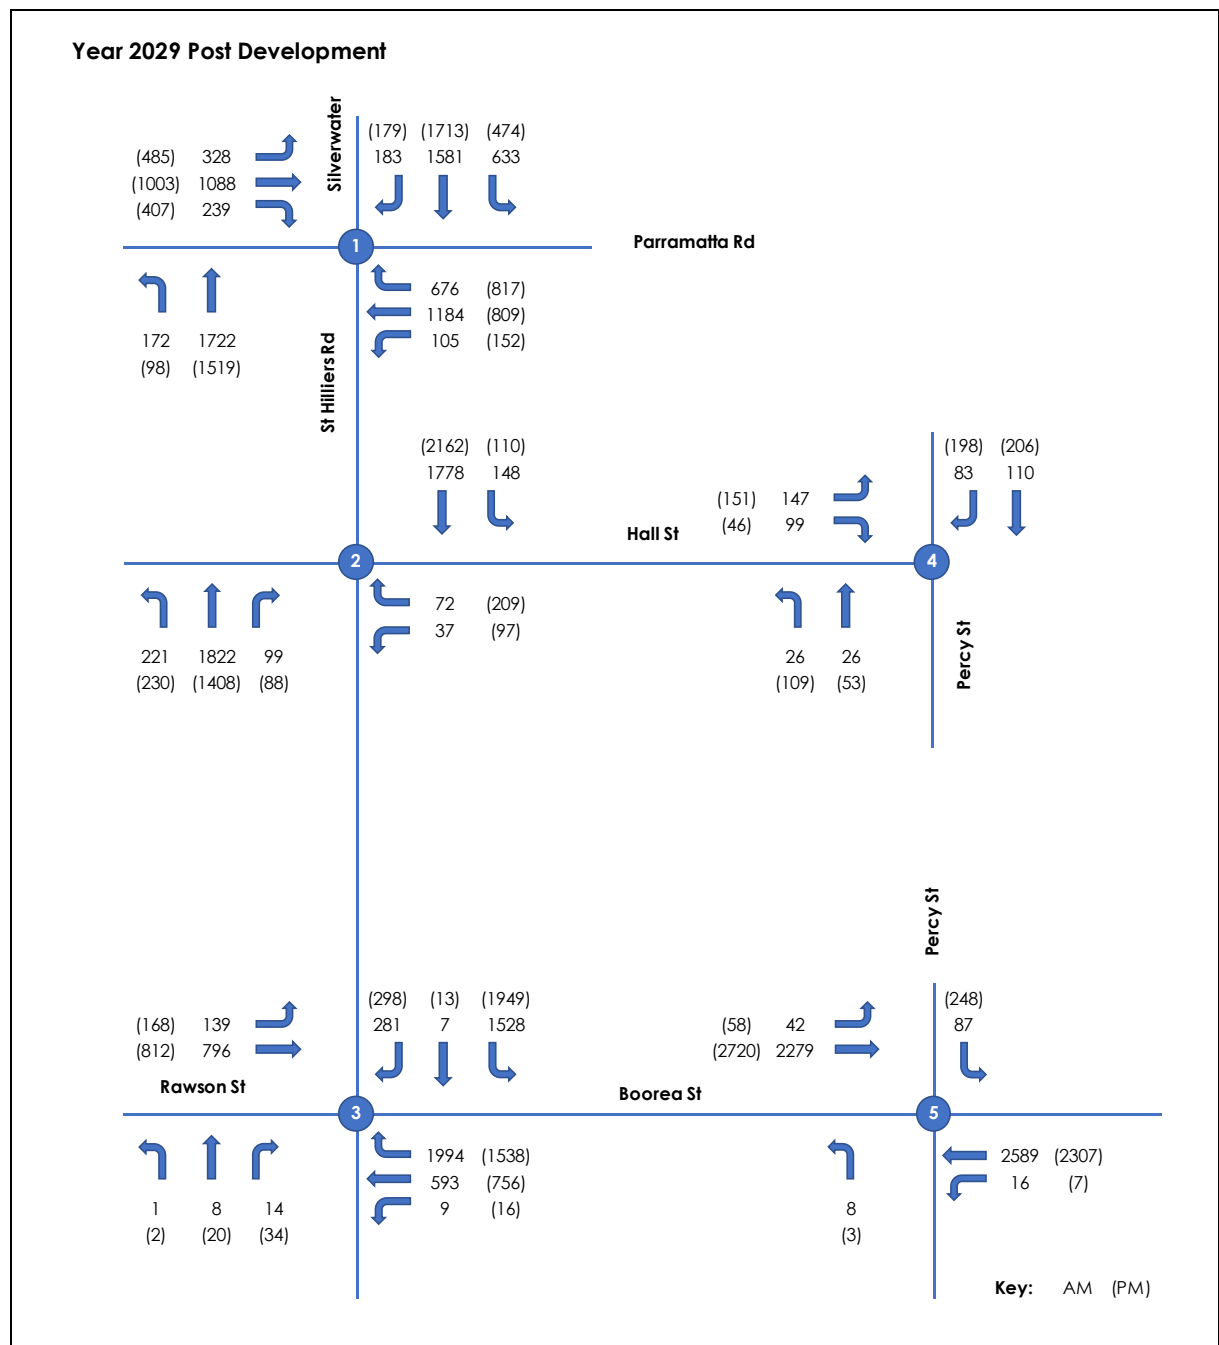 Year 2029 Post Development
Silverwater
(179) (1713) (474)
183 1581 633
(485) 328
(1003) 1088
(407) 239
1
Parramatta Rd
676 (817)
1184 (809)
105 (152)
172 1722
(98) (1519)
St Hilliers Rd
(2162) (110)
1778 148
(198) (206)
83 110
(151) 147
(46) 99
Hall St
2
4
72 (209)
37 (97)
221 1822 99
(230) (1408) (88)
26 26
(109) (53)
Percy St
Percy St
(298) (13) (1949)
281 7 1528
(168) 139
(812) 796
Rawson St
(248)
87
(58) 42
(2720) 2279
Boorea St
3
5
1994 (1538)
593 (756)
9 (16)
2589 (2307)
16 (7)
1 8 14
(2) (20) (34)
8
(3)
Key: AM (PM)